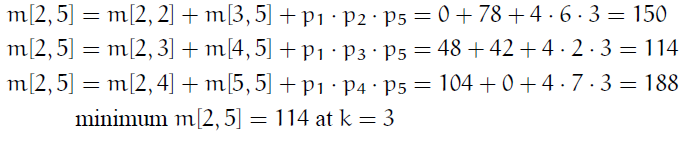 m[2, 5] = m[2, 2] + m[3, 5] + p₁ · p₂ · p₅ = 0 + 78 + 4 · 6 · 3 = 150
m[2, 5] = m[2, 3] + m[4, 5] + p₁ · p₃ · p₅ = 48 + 42 + 4 · 2 · 3 = 114
m[2, 5] = m[2, 4] + m[5, 5] + p₁ · p₄ · p₅ = 104 + 0 + 4 · 7 · 3 = 188
minimum m[2, 5] = 114 at k = 3